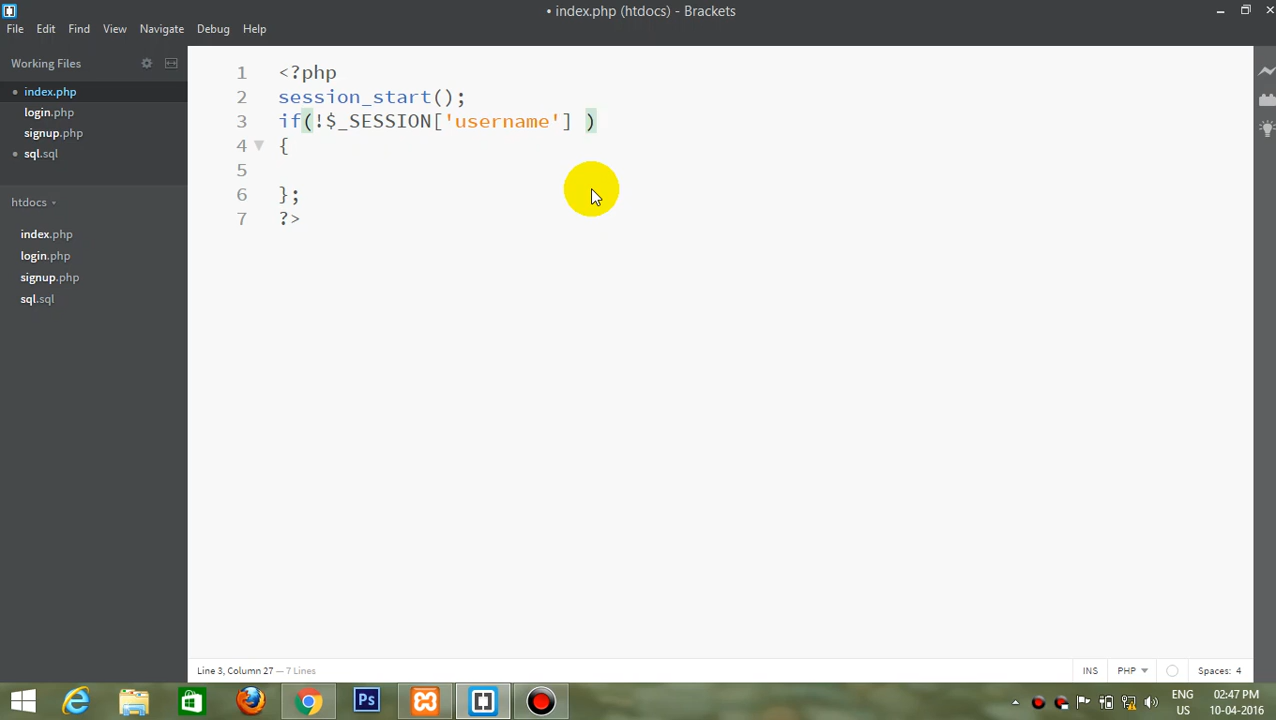 • index.php (htdocs) - Brackets
File Edit Find View Navigate Debug Help
Working Files
index.php
login.php
signup.php
sql.sql
htdocs
index.php
login.php
signup.php
sql.sql
1 <?php
2 session_start();
3 if(!$_SESSION['username'] )
4 {
5
6 };
7 ?>
Line 3, Column 27 — 7 Lines
INS PHP Spaces: 4
Ps
ENG
US
02:47 PM
10-04-2016